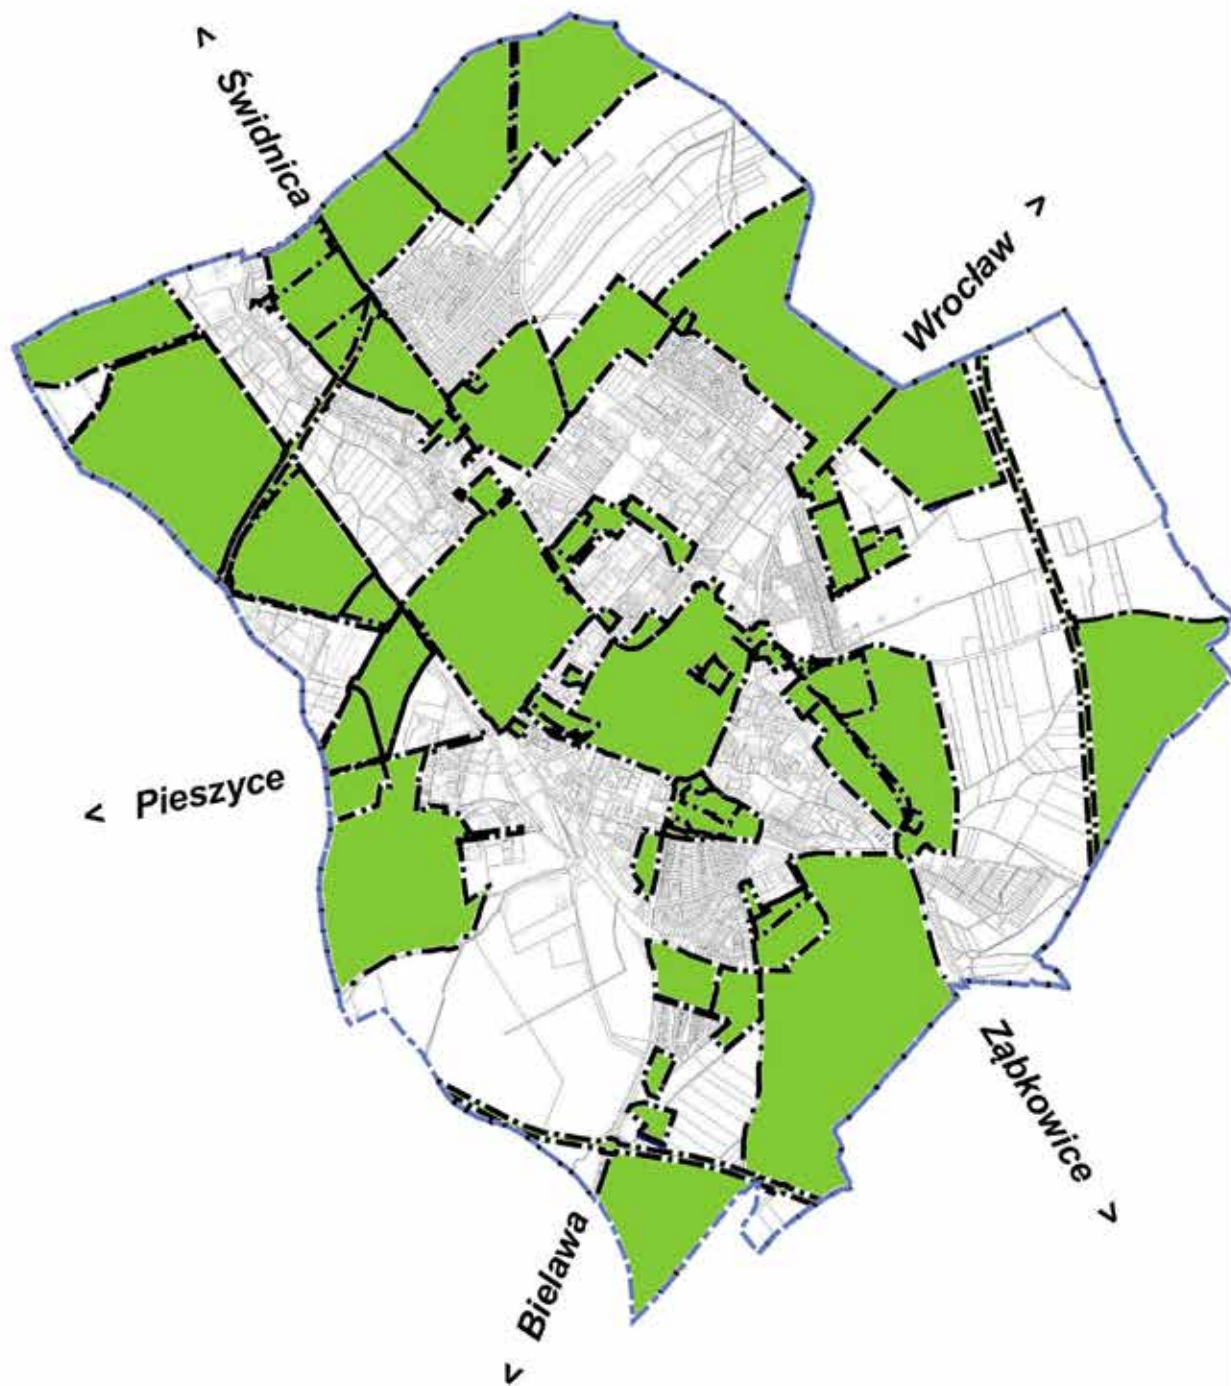 < Świdnica
Wrocław >
< Pieszyce
Ząbkowice >
< Bielawa